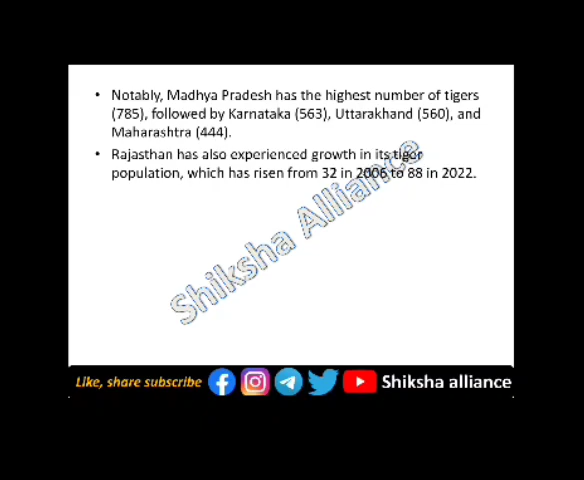 • Notably, Madhya Pradesh has the highest number of tigers
(785), followed by Karnataka (563), Uttarakhand (560), and
Maharashtra (444).
• Rajasthan has also experienced growth in its tiger
population, which has risen from 32 in 2006 to 88 in 2022.
Shiksha Alliance
Like, share subscribe
Shiksha alliance